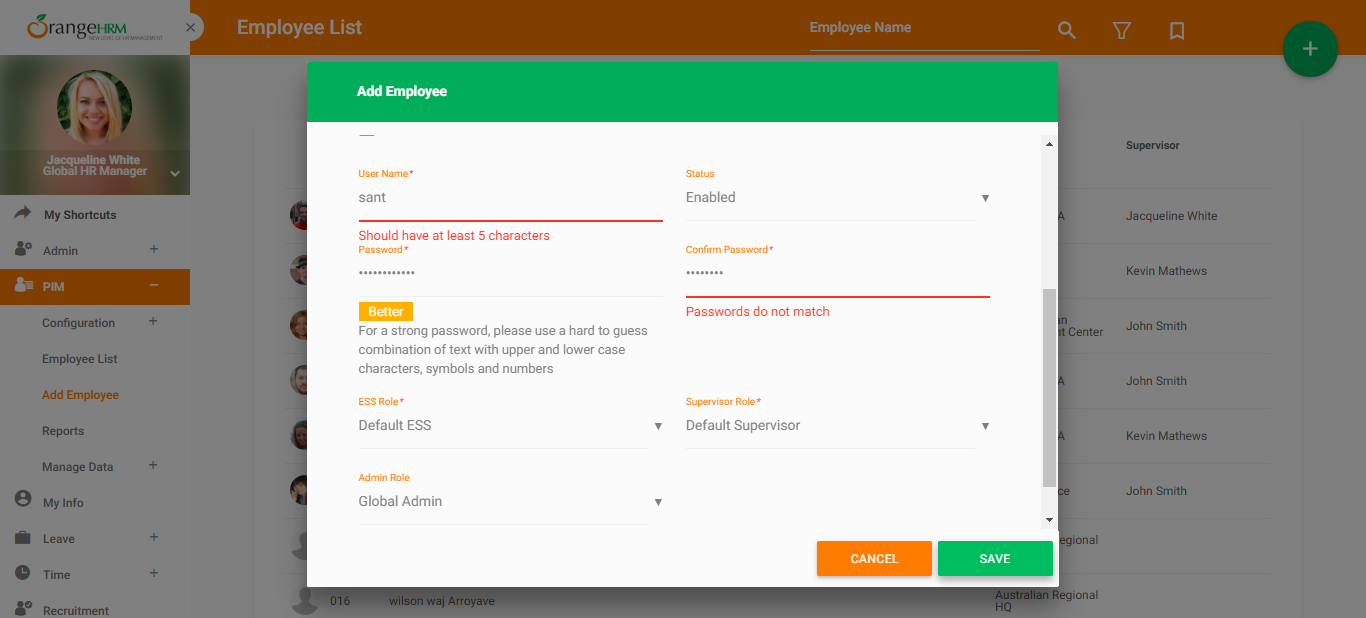 OrangeHRM
NEW LEVEL OF HR MANAGEMENT
Employee List
Employee Name
Jacqueline White
Global HR Manager
My Shortcuts
Admin
PIM
Configuration
Employee List
Add Employee
Reports
Manage Data
My Info
Leave
Time
Recruitment
Add Employee
User Name*
sant
Should have at least 5 characters
Status
Enabled
Password*
••••••••••••
Confirm Password*
••••••••
Passwords do not match
Better
For a strong password, please use a hard to guess
combination of text with upper and lower case
characters, symbols and numbers
ESS Role*
Default ESS
Supervisor Role*
Default Supervisor
Admin Role
Global Admin
CANCEL
SAVE
Supervisor
Jacqueline White
Kevin Mathews
John Smith
John Smith
Kevin Mathews
John Smith
016
wilson waj Arroyave
Australian Regional
HQ